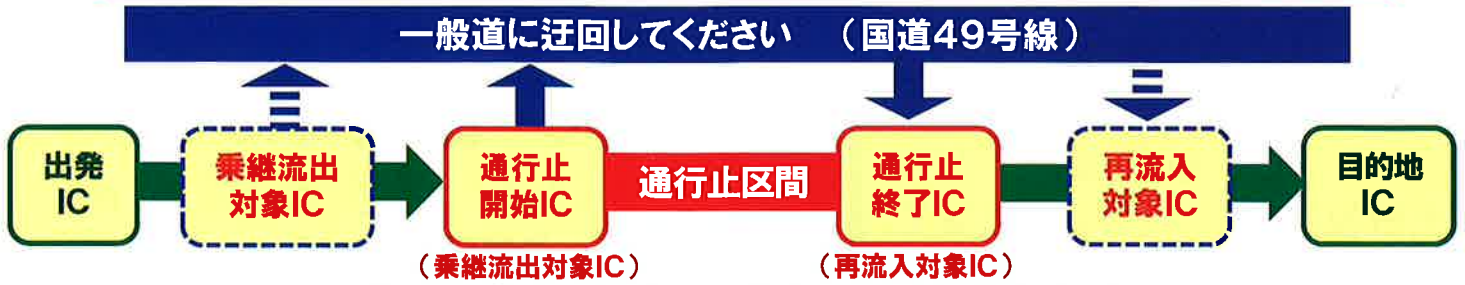 一般道に迂回してください （国道49号線）
出発
IC
乗継流出
対象IC
通行止
開始IC
通行止区間
通行止
終了IC
再流入
対象IC
目的地
IC
（乗継流出対象IC）
（再流入対象IC）